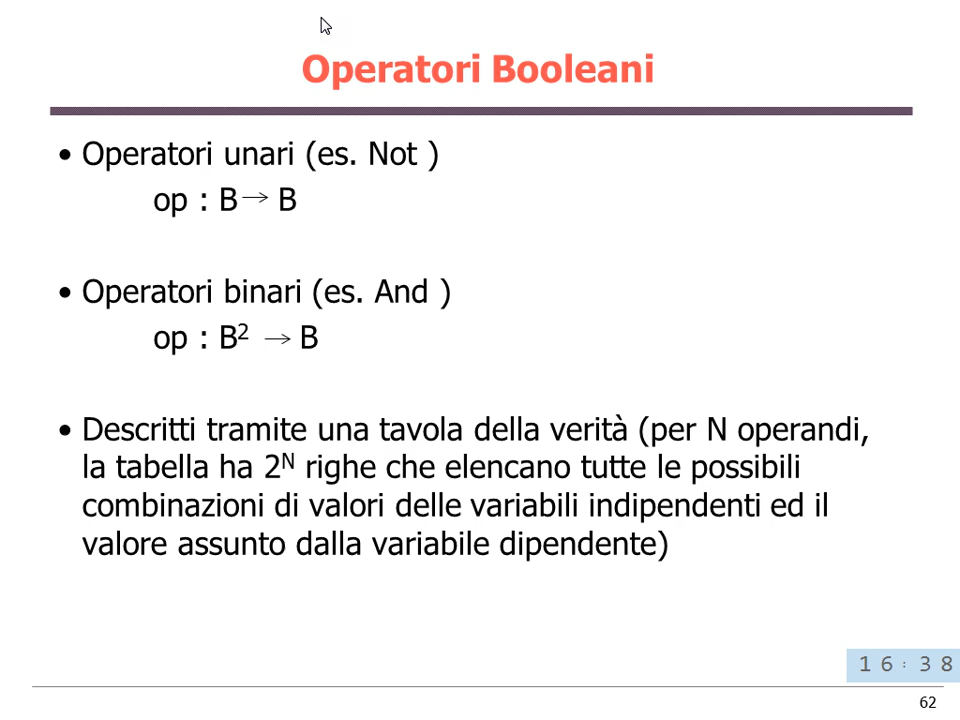 Operatori Booleani
• Operatori unari (es. Not )
op : B → B
• Operatori binari (es. And )
op : B² → B
• Descritti tramite una tavola della verità (per N operandi,
la tabella ha 2ᴺ righe che elencano tutte le possibili
combinazioni di valori delle variabili indipendenti ed il
valore assunto dalla variabile dipendente)
16:38
62